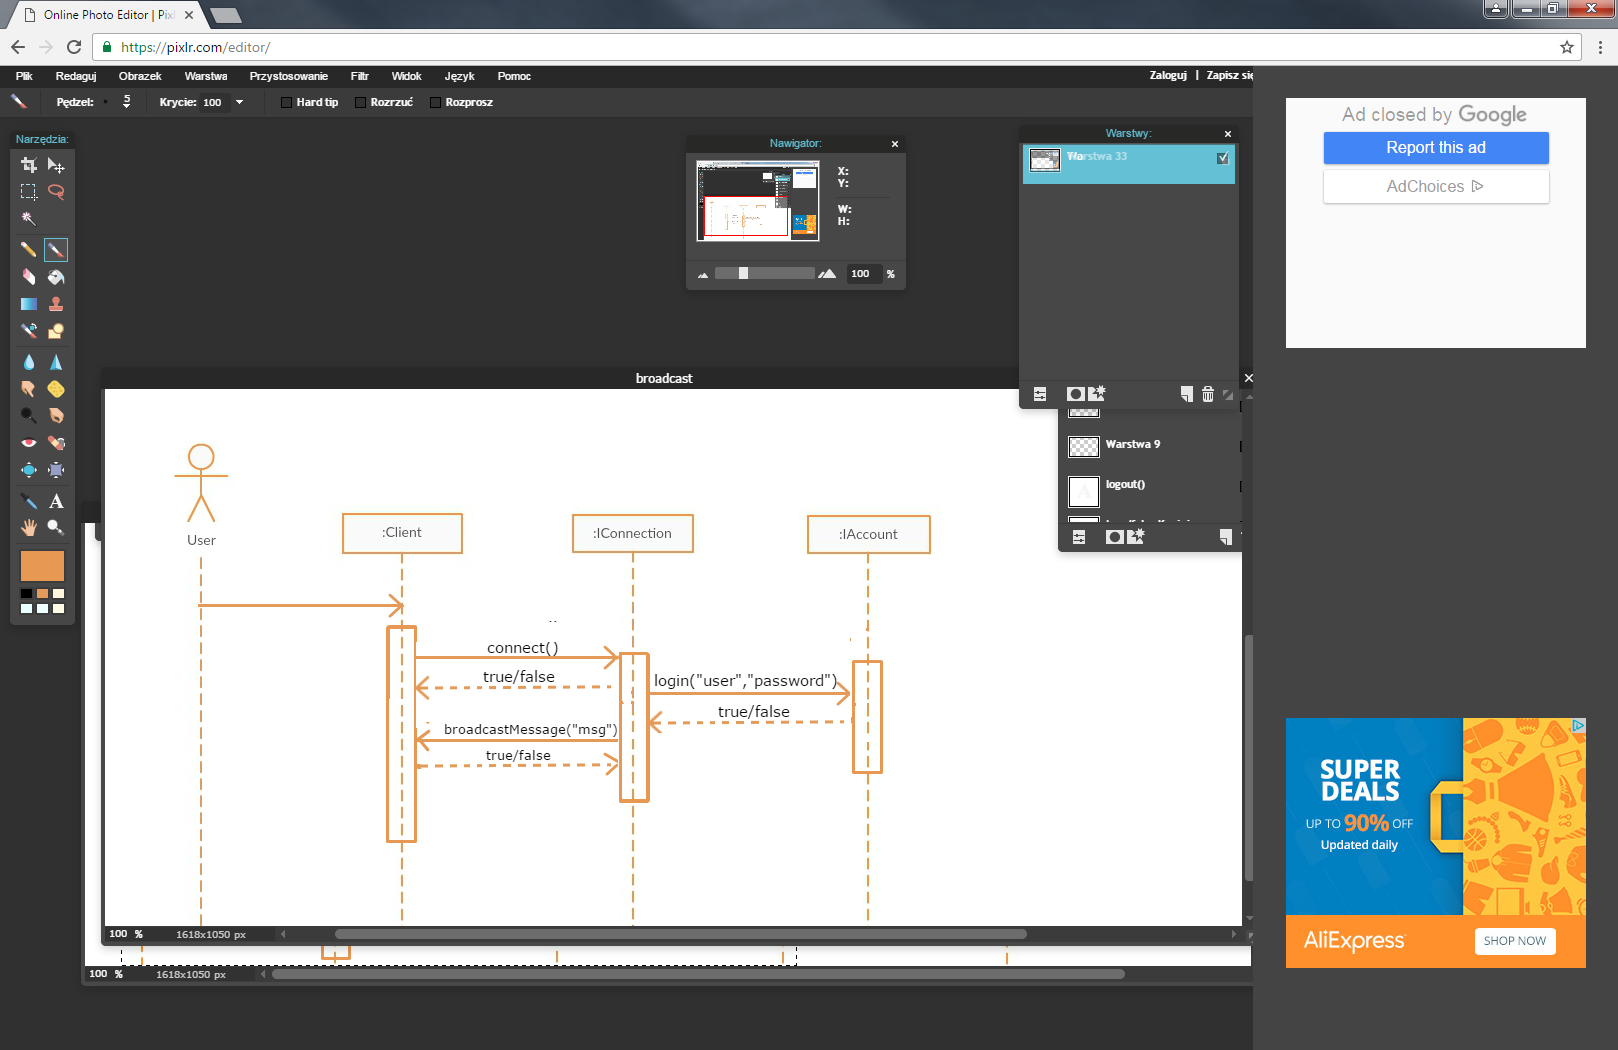 Online Photo Editor | Pix
https://pixlr.com/editor/
Plik Redaguj Obrazek Warstwa Przystosowanie Filtr Widok Język Pomoc
Zaloguj | Zapisz się
Pędzel: 5 Krycie: 100 Hard tip Rozrzuć Rozprosz
Narzędzia:
A
Nawigator:
X:
Y:
W:
H:
100 %
Warstwy:
Warstwa 33
Warstwa 9
logout()
broadcast
User
:Client
:IConnection
:IAccount
connect()
true/false
login("user","password")
true/false
broadcastMessage("msg")
true/false
100 % 1618x1050 px
100 % 1618x1050 px
Ad closed by Google
Report this ad
AdChoices
SUPER
DEALS
UP TO 90% OFF
Updated daily
AliExpress
SHOP NOW